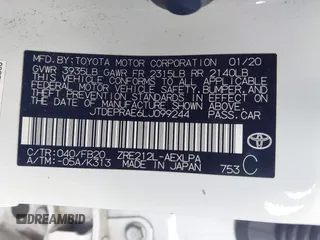 MFD.BY:TOYOTA MOTOR CORPORATION 01/20
GVWR 3935LB GAWR FR 2315LB RR 2140LB
THIS VEHICLE CONFORMS TO ALL APPLICABLE
FEDERAL MOTOR VEHICLE SAFETY, BUMPER, AND
THEFT PREVENTION STANDARDS IN EFFECT ON
THE DATE OF MANUFACTURE SHOWN ABOVE.
JTDEPRAE6LJ099244 PASS.CAR
TOYOTA
C/TR:040/FB20 ZRE212L-AEXLPA
A/TM:-05A/K313 MADE IN JAPAN 753 C
DREAMBID